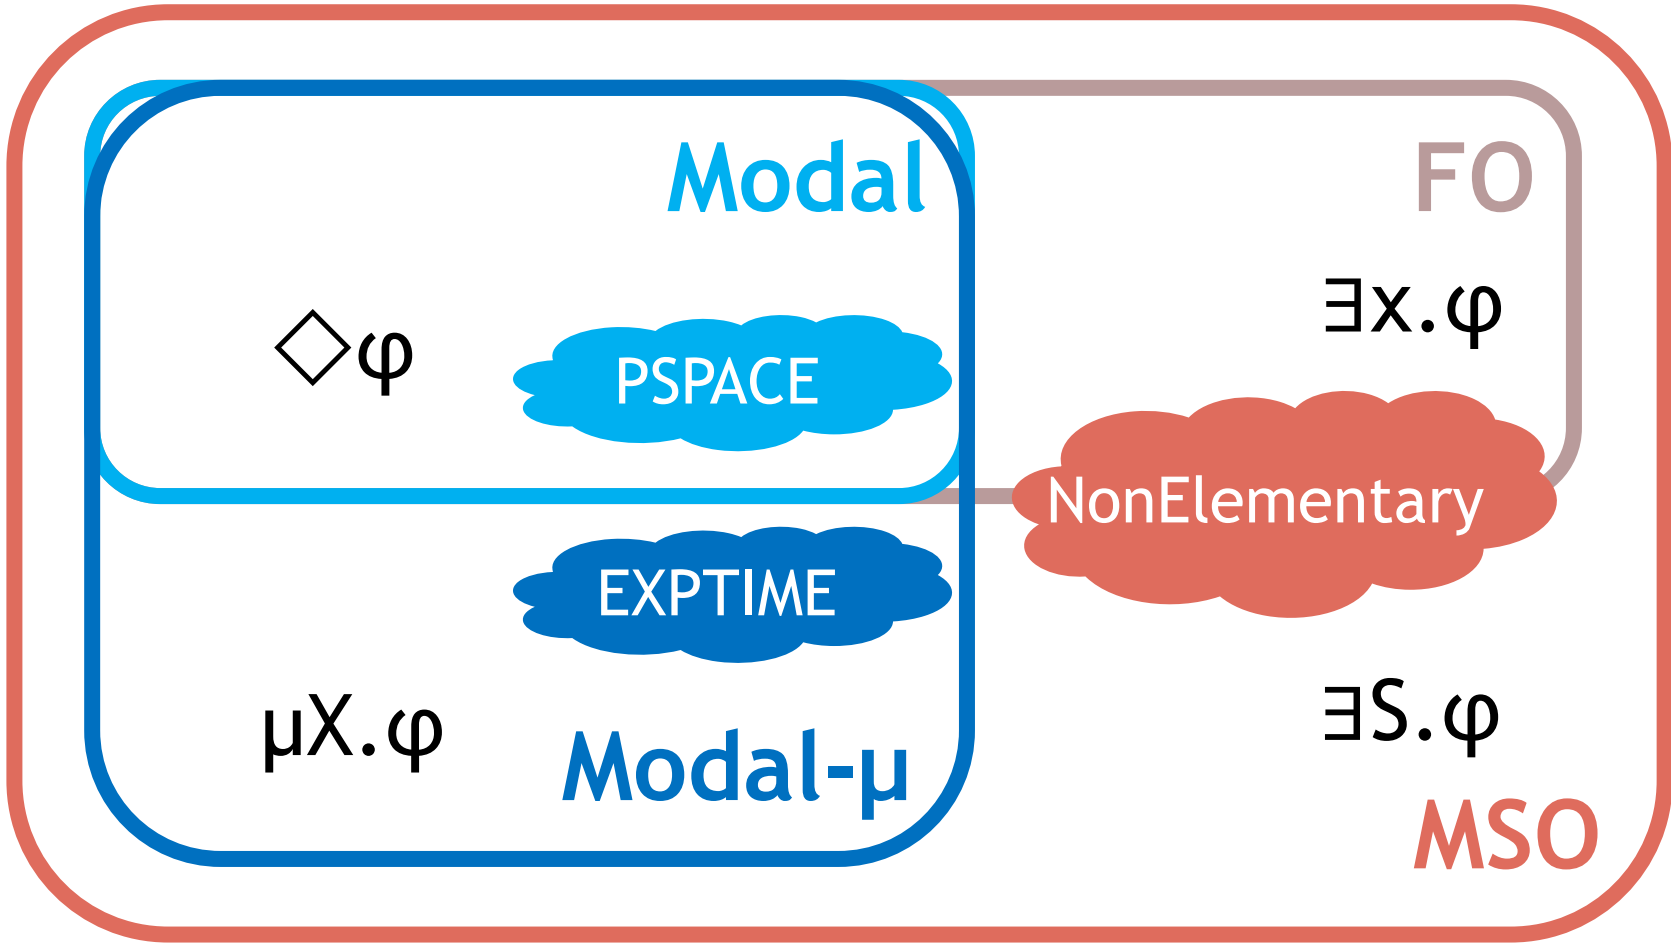 Modal
FO
◇φ
PSPACE
∃x.φ
NonElementary
EXPTIME
μX.φ
Modal-μ
∃S.φ
MSO